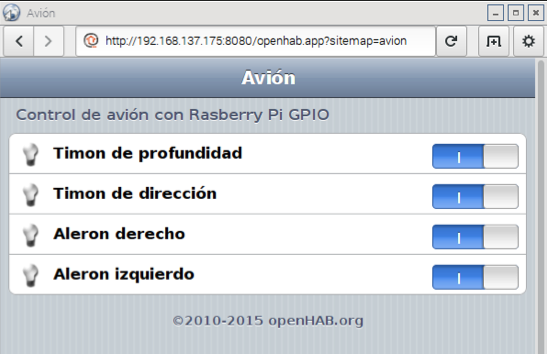 Avión
http://192.168.137.175:8080/openhab.app?sitemap=avion
Avión
Control de avión con Rasberry Pi GPIO
Timon de profundidad
Timon de dirección
Aleron derecho
Aleron izquierdo
©2010-2015 openHAB.org